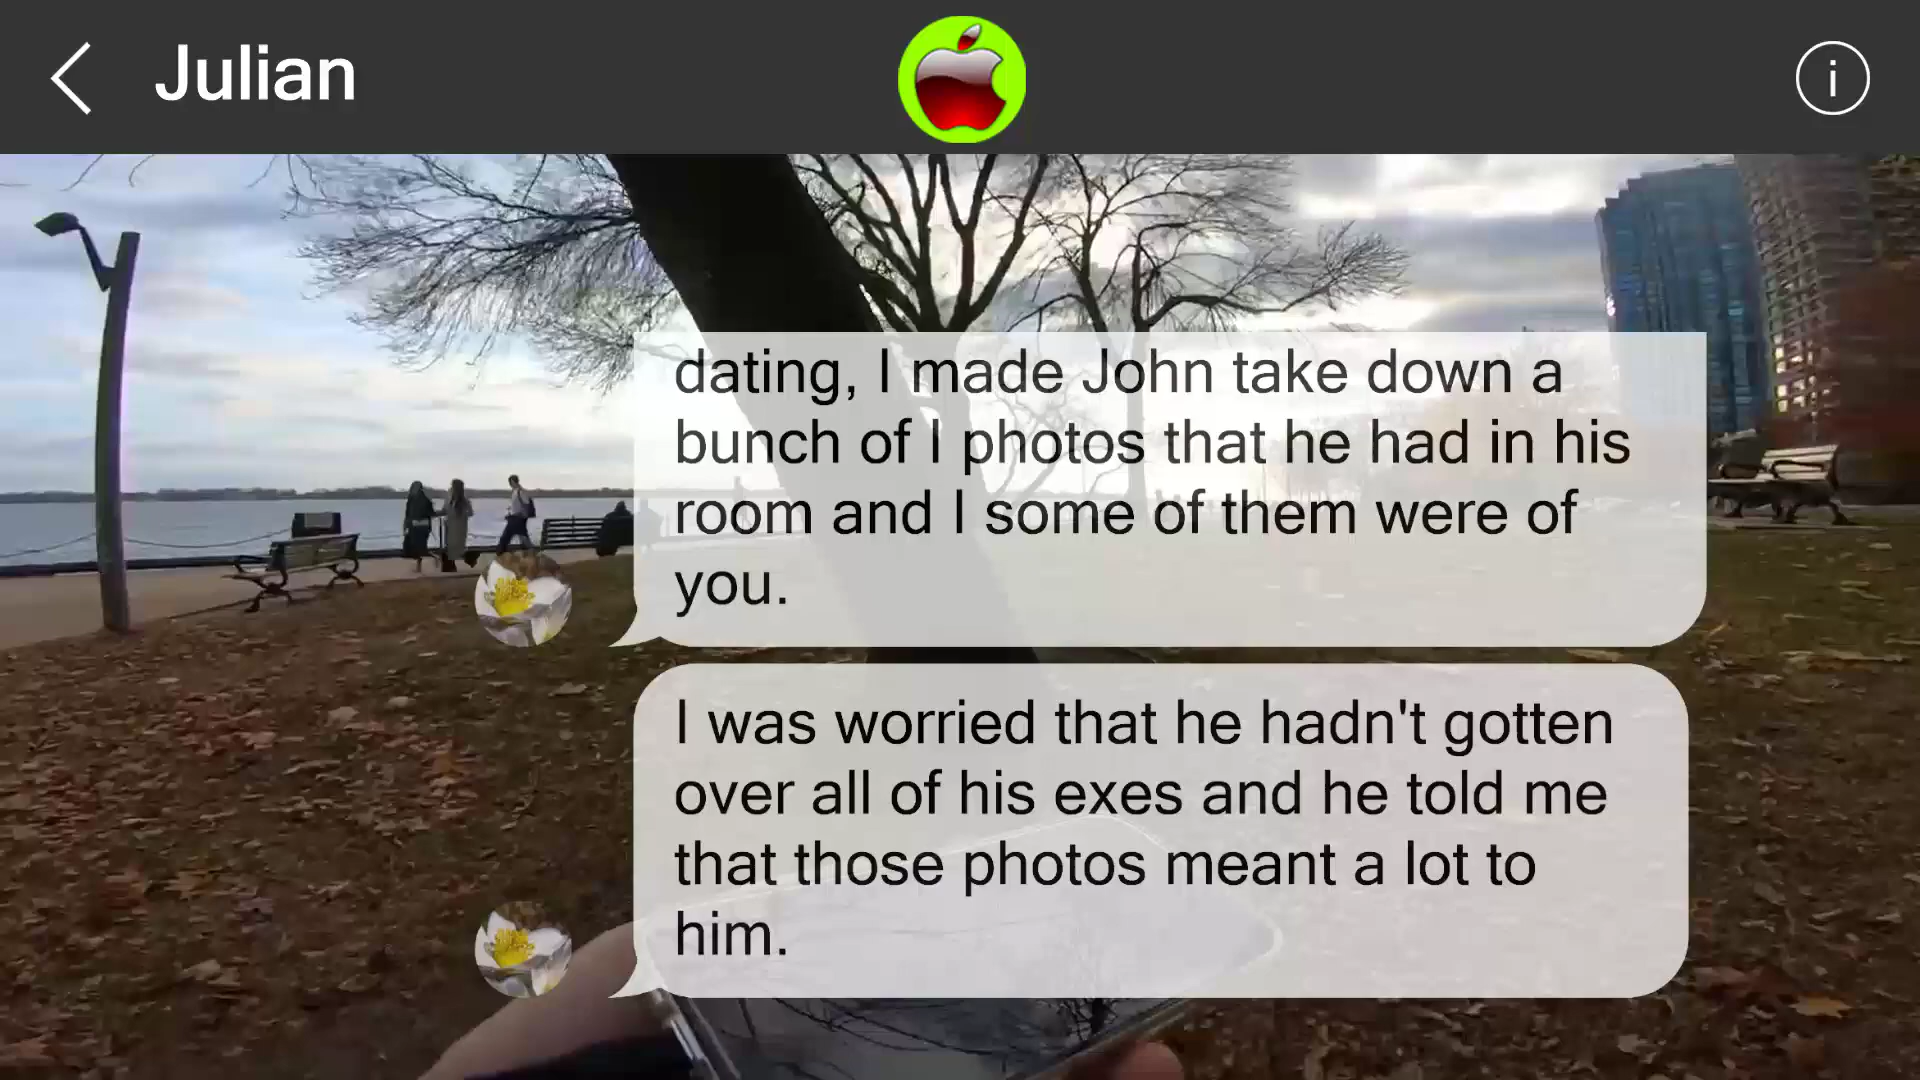 Julian
i
dating, I made John take down a
bunch of I photos that he had in his
room and I some of them were of
you.
I was worried that he hadn't gotten
over all of his exes and he told me
that those photos meant a lot to
him.